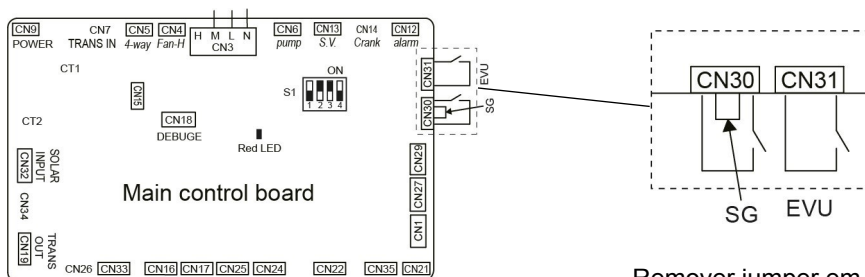 CN9 CN7 CN5 CN4 H M L N CN6 CN13 CN14 CN12
POWER TRANS IN 4-way Fan-H CN3 pump S.V. Crank alarm
CT1
CN15
S1
ON
1 2 3 4
CN31
EVU
CN30
SG
CT2
CN18
DEBUGE
Red LED
SOLAR
INPUT
CN32
CN34
TRANS
OUT
CN19
Main control board
CN29
CN27
CN1
CN26 CN33 CN16 CN17 CN25 CN24 CN22 CN35 CN21
CN30 CN31
SG EVU